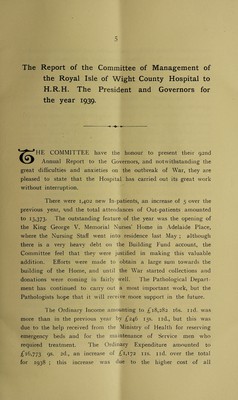 5
The Report of the Committee of Management of
the Royal Isle of Wight County Hospital to
H.R.H. The President and Governors for
the year 1939.
THE COMMITTEE have the honour to present their 92nd
Annual Report to the Governors, and notwithstanding the
great difficulties and anxieties on the outbreak of War, they are
pleased to state that the Hospital has carried out its great work
without interruption.
There were 1,402 new In-patients, an increase of 5 over the
previous year, and the total attendances of Out-patients amounted
to 13,373. The outstanding feature of the year was the opening of
the King George V. Memorial Nurses' Home in Adelaide Place,
where the Nursing Staff went into residence last May; although
there is a very heavy debt on the Building Fund account, the
Committee feel that they were justified in making this valuable
addition. Efforts were made to obtain a large sum towards the
building of the Home, and until the War started collections and
donations were coming in fairly well. The Pathological Depart-
ment has continued to carry out a most important work, but the
Pathologists hope that it will receive more support in the future.
The Ordinary Income amounting to £18,282 16s. 11d. was
more than in the previous year by £246 13s. 11d., but this was
due to the help received from the Ministry of Health for reserving
emergency beds and for the maintenance of Service men who
required treatment. The Ordinary Expenditure amounted to
£16,773 9s. 2d., an increase of £1,172 11s. 11d. over the total
for 1938; this increase was due to the higher cost of all